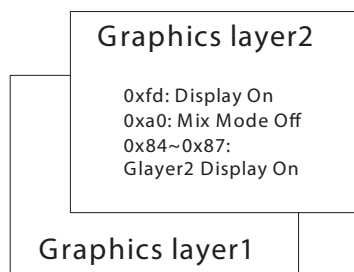 Graphics layer2
0xfd: Display On
0xa0: Mix Mode Off
0x84~0x87:
Glayer2 Display On
Graphics layer1